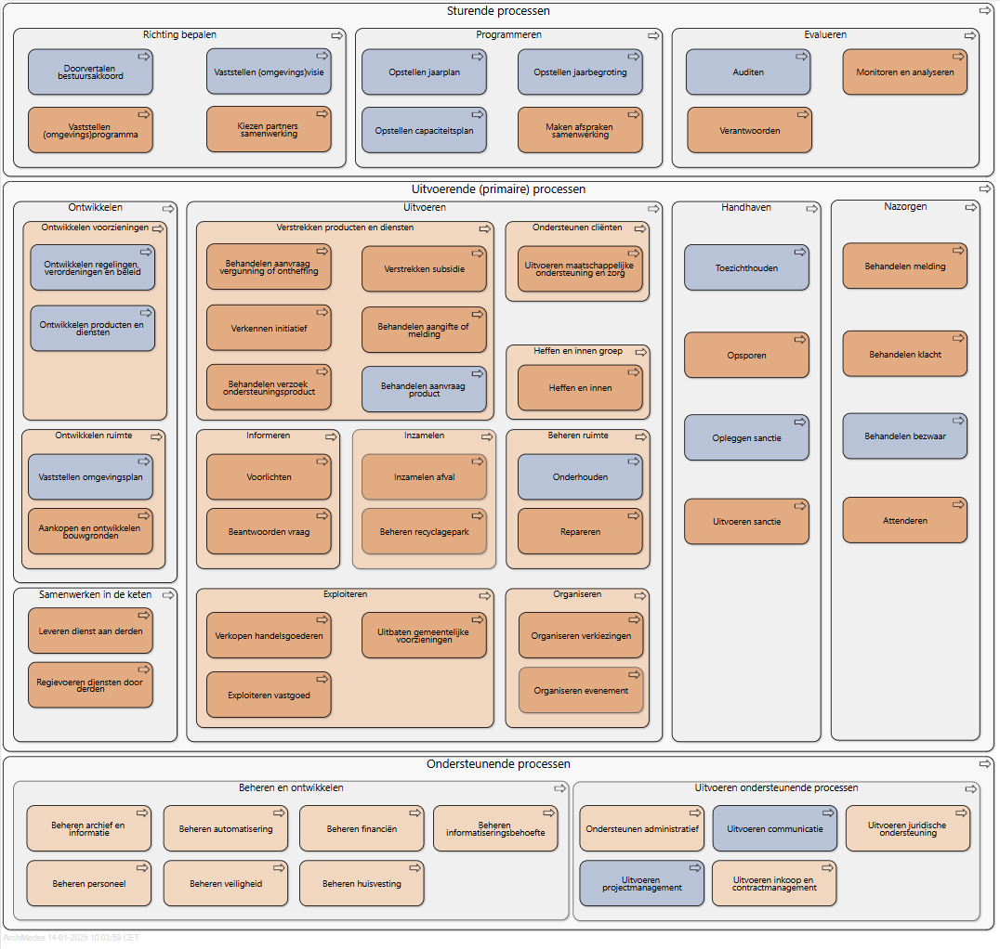 Sturende processen
Richting bepalen
Doorvertalen
bestuursakkoord
Vaststellen (omgevings)visie
Vaststellen
(omgevings)programma
Kiezen partners
samenwerking
Programmeren
Opstellen jaarplan
Opstellen jaarbegroting
Opstellen capaciteitsplan
Maken afspraken
samenwerking
Evalueren
Auditen
Monitoren en analyseren
Verantwoorden
Uitvoerende (primaire) processen
Ontwikkelen
Ontwikkelen voorzieningen
Ontwikkelen regelingen,
verordeningen en beleid
Ontwikkelen producten en
diensten
Ontwikkelen ruimte
Vaststellen omgevingsplan
Aankopen en ontwikkelen
bouwgronden
Samenwerken in de keten
Leveren dienst aan derden
Regievoeren diensten door
derden
Uitvoeren
Verstrekken producten en diensten
Behandelen aanvraag
vergunning of ontheffing
Verstrekken subsidie
Verkennen initiatief
Behandelen aangifte of
melding
Behandelen verzoek
ondersteuningsproduct
Behandelen aanvraag
product
Ondersteunen cliënten
Uitvoeren maatschappelijke
ondersteuning en zorg
Heffen en innen groep
Heffen en innen
Informeren
Voorlichten
Beantwoorden vraag
Inzamelen
Inzamelen afval
Beheren recyclagepark
Beheren ruimte
Onderhouden
Repareren
Exploiteren
Verkopen handelsgoederen
Uitbaten gemeentelijke
voorzieningen
Exploiteren vastgoed
Organiseren
Organiseren verkiezingen
Organiseren evenement
Handhaven
Toezichthouden
Opsporen
Opleggen sanctie
Uitvoeren sanctie
Nazorgen
Behandelen melding
Behandelen klacht
Behandelen bezwaar
Attenderen
Ondersteunende processen
Beheren en ontwikkelen
Beheren archief en
informatie
Beheren automatisering
Beheren financiën
Beheren
informatiseringsbehoefte
Beheren personeel
Beheren veiligheid
Beheren huisvesting
Uitvoeren ondersteunende processen
Ondersteunen administratief
Uitvoeren communicatie
Uitvoeren juridische
ondersteuning
Uitvoeren
projectmanagement
Uitvoeren inkoop en
contractmanagement
ArchiMedes 14-01-2025 10:03:59 CET